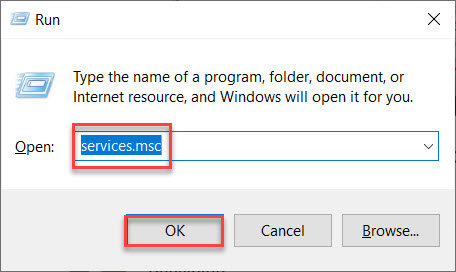 Run
Type the name of a program, folder, document, or
Internet resource, and Windows will open it for you.
Open: services.msc
OK Cancel Browse...